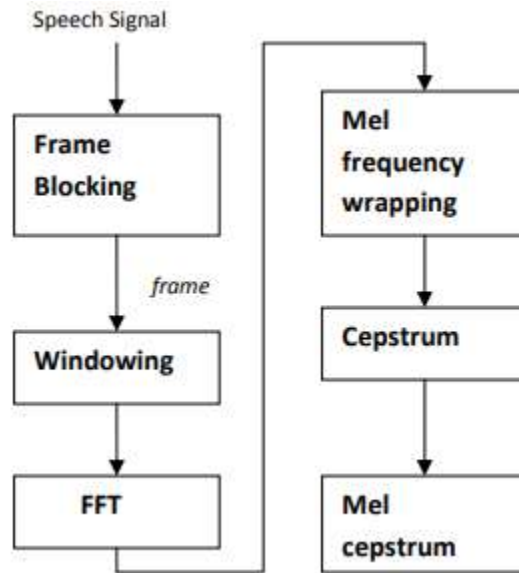 Speech Signal
Frame
Blocking
frame
Windowing
FFT
Mel
frequency
wrapping
Cepstrum
Mel
cepstrum